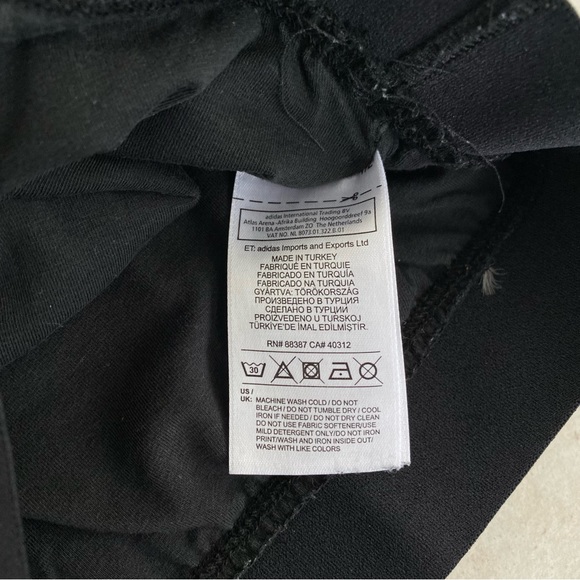 adidas International Trading BV
Atlas Arena -Afrika Building Hoogoorddreef 9a
1101 BA Amsterdam ZO The Netherlands
VAT NO. NL 8073.01.322.B.01
ET: adidas Imports and Exports Ltd
MADE IN TURKEY
FABRIQUÉ EN TURQUIE
FABRICADO EN TURQUÍA
FABRICADO NA TURQUIA
GYÁRTVA: TÖRÖKORSZÁG
ПРОИЗВЕДЕНО В ТУРЦИЯ
СДЕЛАНО В ТУРЦИИ
PROIZVEDENO U TURSKOJ
TÜRKİYE'DE İMAL EDİLMİŞTİR.
RN# 88387 CA# 40312
30
US /
UK: MACHINE WASH COLD / DO NOT
BLEACH / DO NOT TUMBLE DRY / COOL
IRON IF NEEDED / DO NOT DRY CLEAN
DO NOT USE FABRIC SOFTENER/USE
MILD DETERGENT ONLY/DO NOT IRON
PRINT/WASH AND IRON INSIDE OUT/
WASH WITH LIKE COLORS